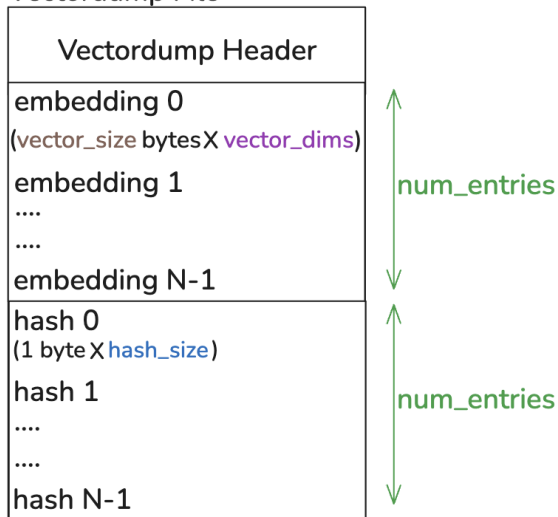 Vectordump Header
embedding 0
(vector_size bytes X vector_dims)
embedding 1
....
....
embedding N-1
num_entries
hash 0
(1 byte X hash_size)
hash 1
....
....
hash N-1
num_entries